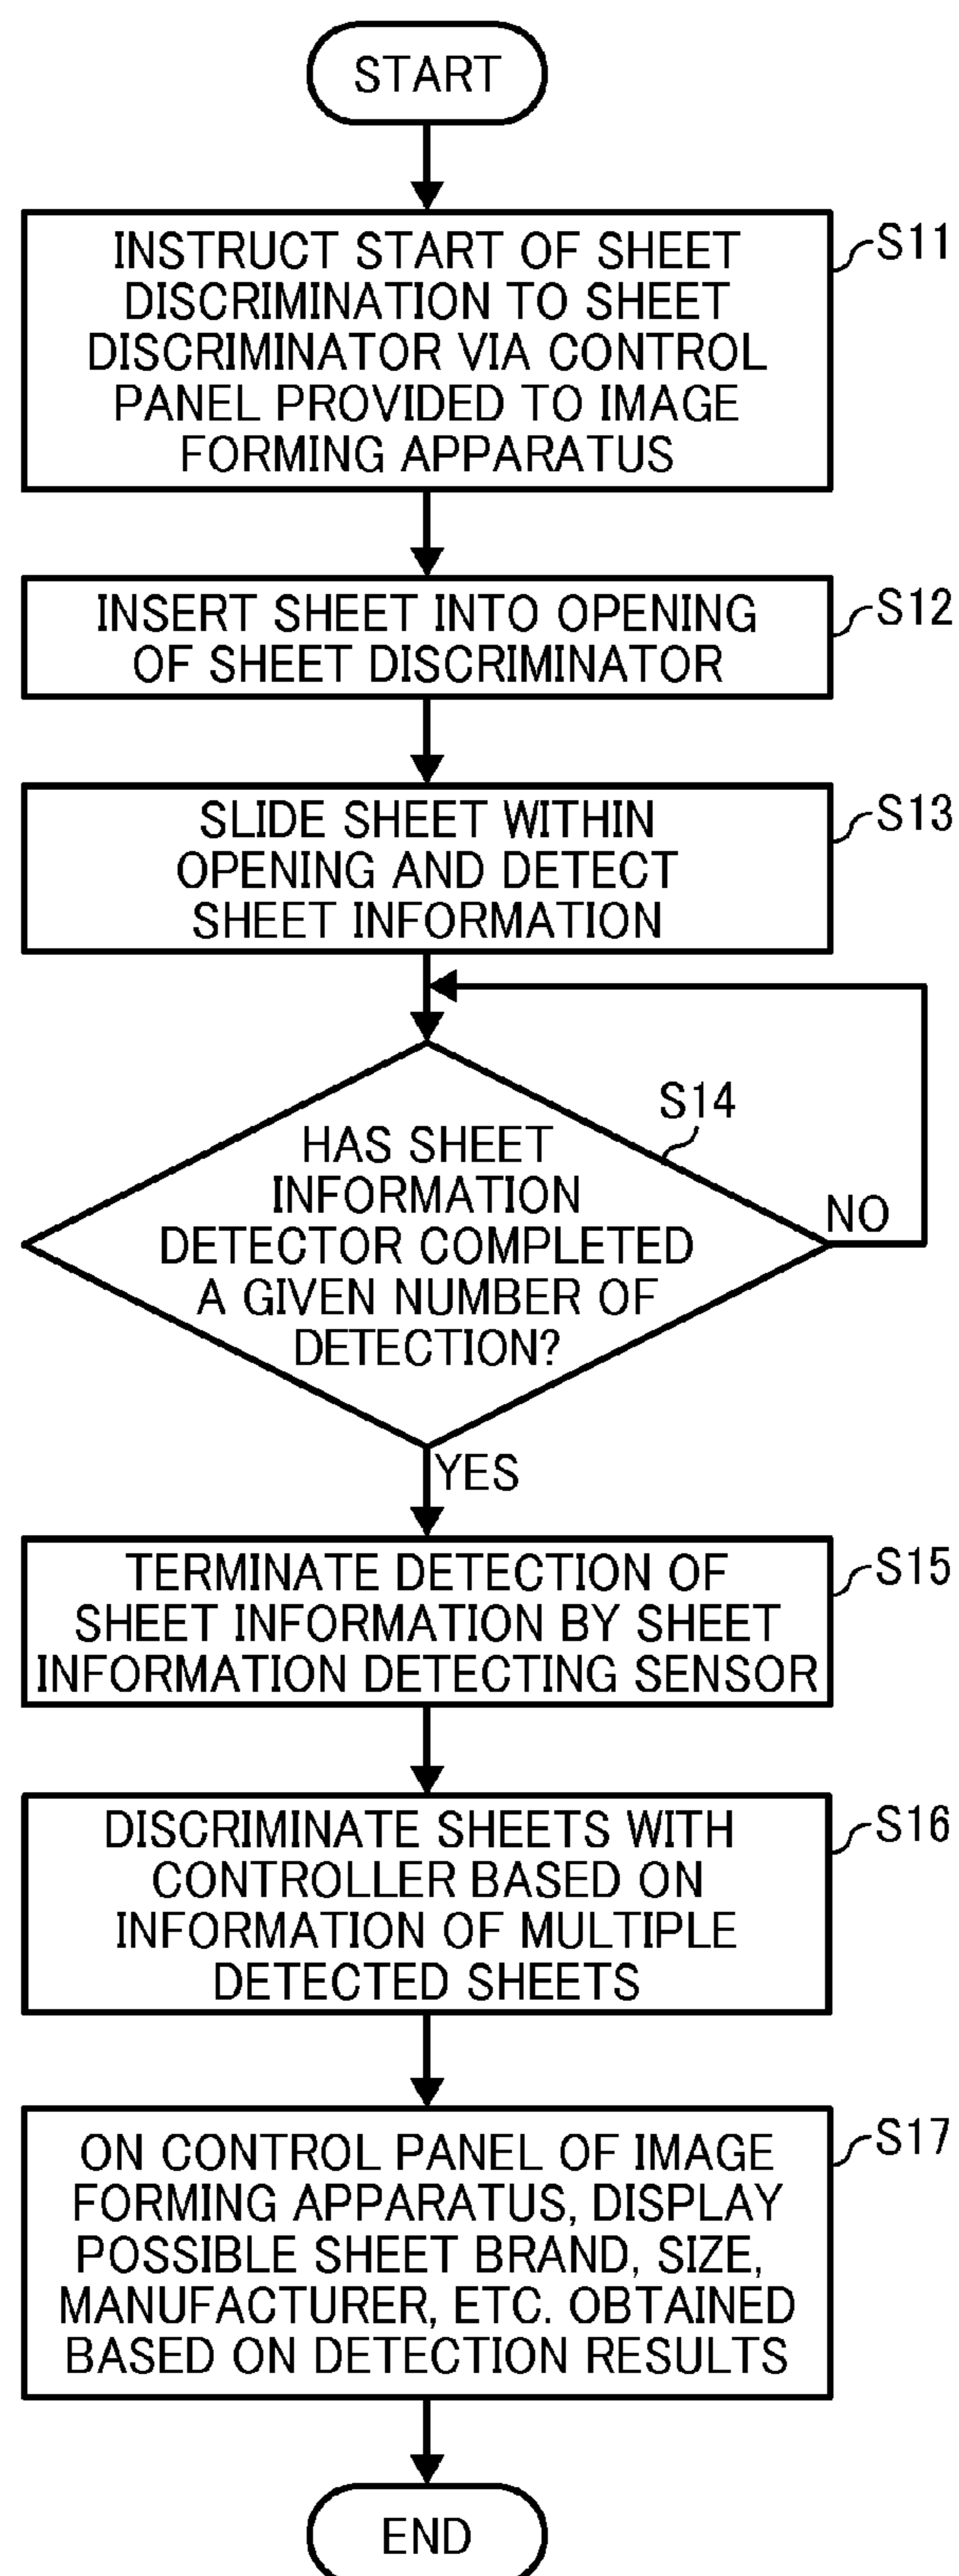 START
INSTRUCT START OF SHEET
DISCRIMINATION TO SHEET
DISCRIMINATOR VIA CONTROL
PANEL PROVIDED TO IMAGE
FORMING APPARATUS
S11
INSERT SHEET INTO OPENING
OF SHEET DISCRIMINATOR
S12
SLIDE SHEET WITHIN
OPENING AND DETECT
SHEET INFORMATION
S13
HAS SHEET
INFORMATION
DETECTOR COMPLETED
A GIVEN NUMBER OF
DETECTION?
S14
NO
YES
TERMINATE DETECTION OF
SHEET INFORMATION BY SHEET
INFORMATION DETECTING SENSOR
S15
DISCRIMINATE SHEETS WITH
CONTROLLER BASED ON
INFORMATION OF MULTIPLE
DETECTED SHEETS
S16
ON CONTROL PANEL OF IMAGE
FORMING APPARATUS, DISPLAY
POSSIBLE SHEET BRAND, SIZE,
MANUFACTURER, ETC. OBTAINED
BASED ON DETECTION RESULTS
S17
END